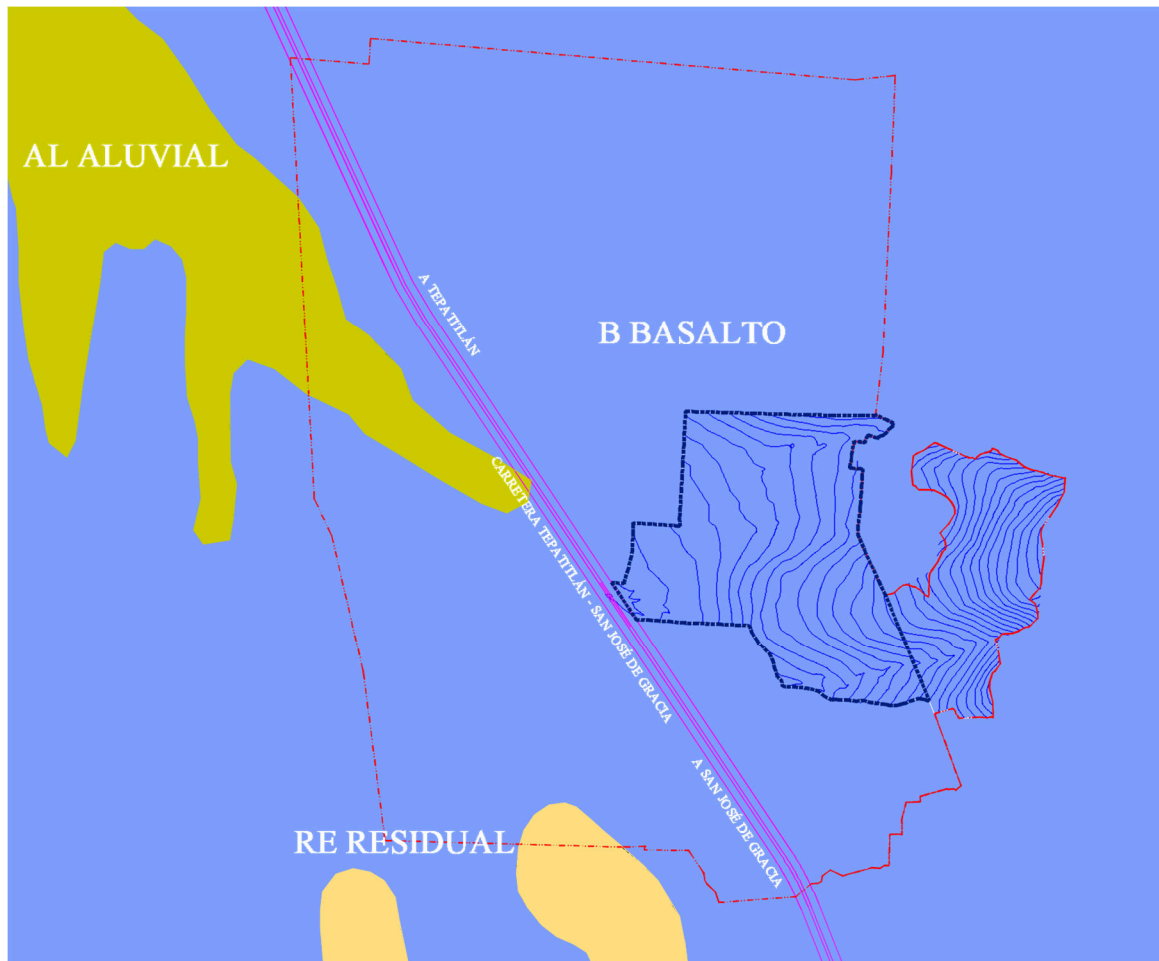 AL ALUVIAL
A TEPATITLÁN
B BASALTO
CARRETERA TEPATITLÁN - SAN JOSÉ DE GRACIA
A SAN JOSÉ DE GRACIA
RE RESIDUAL